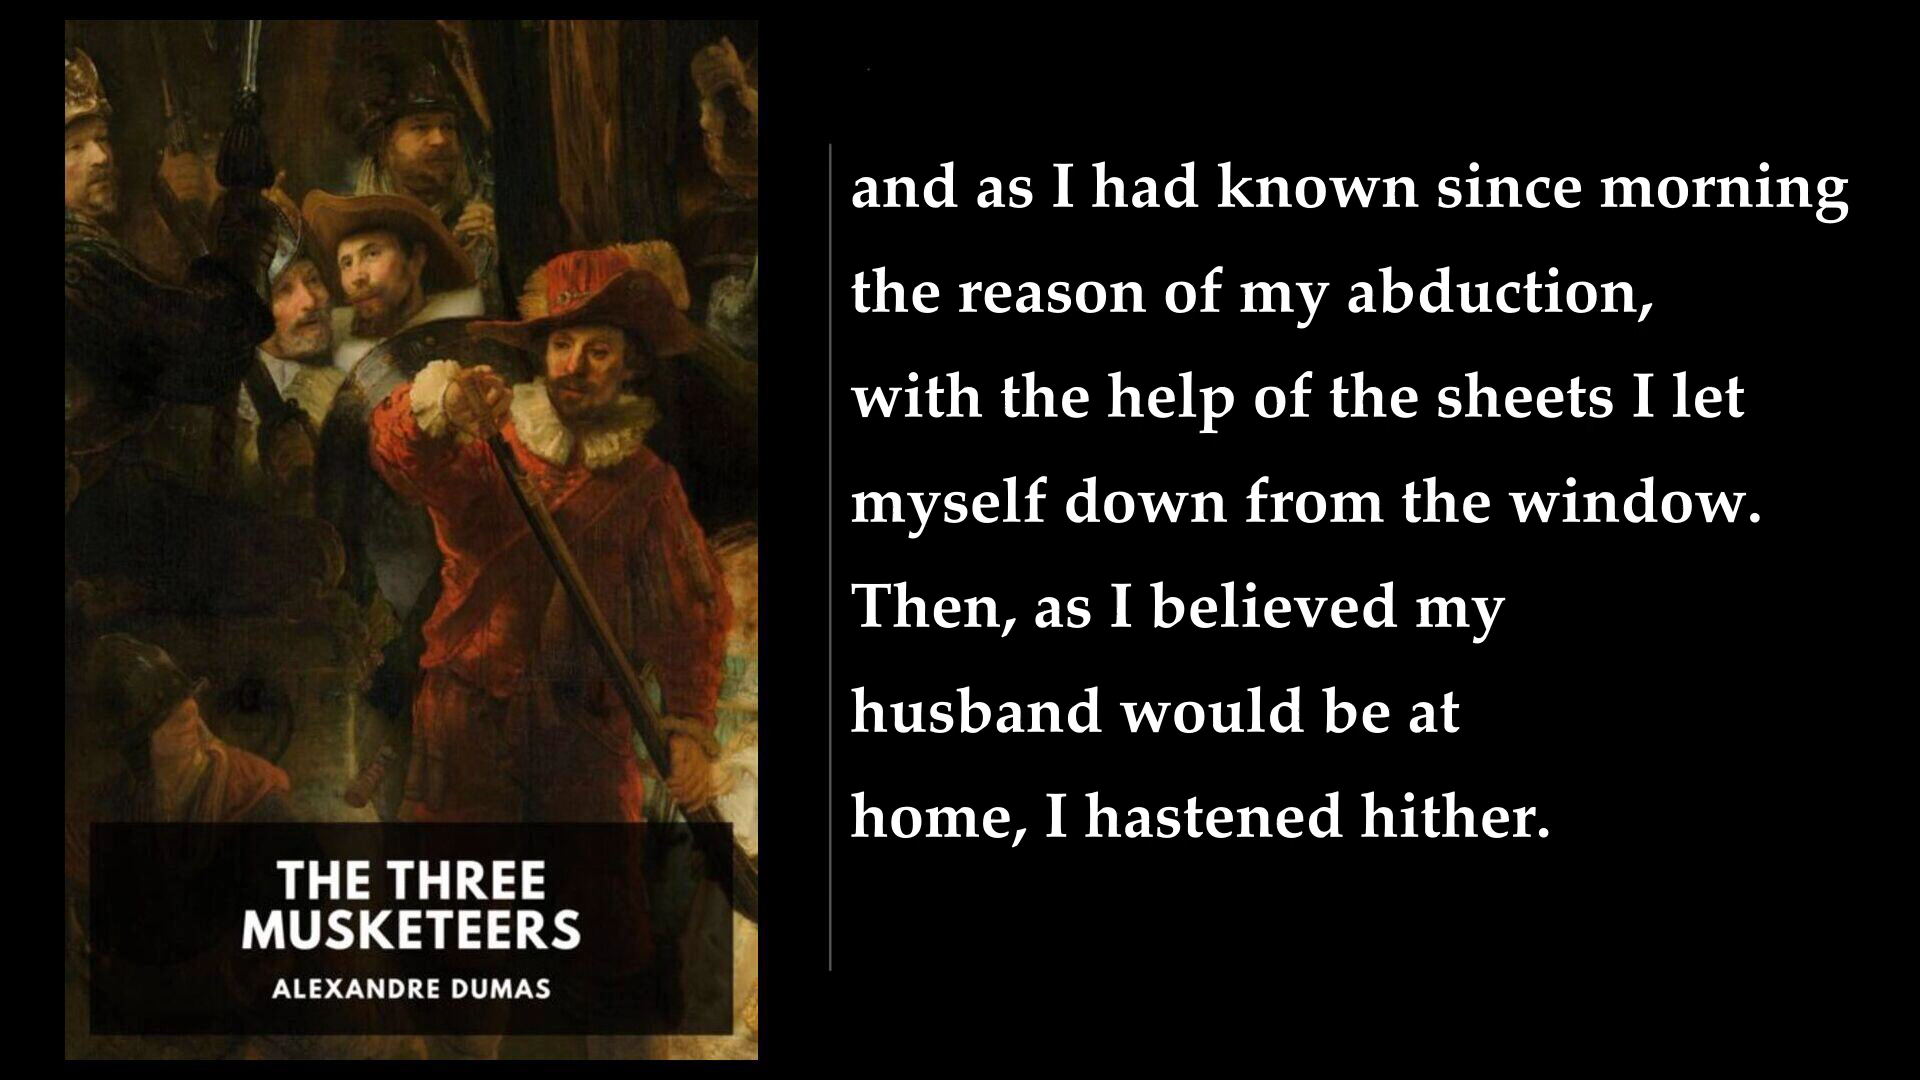 THE THREE
MUSKETEERS
ALEXANDRE DUMAS
and as I had known since morning
the reason of my abduction,
with the help of the sheets I let
myself down from the window.
Then, as I believed my
husband would be at
home, I hastened hither.